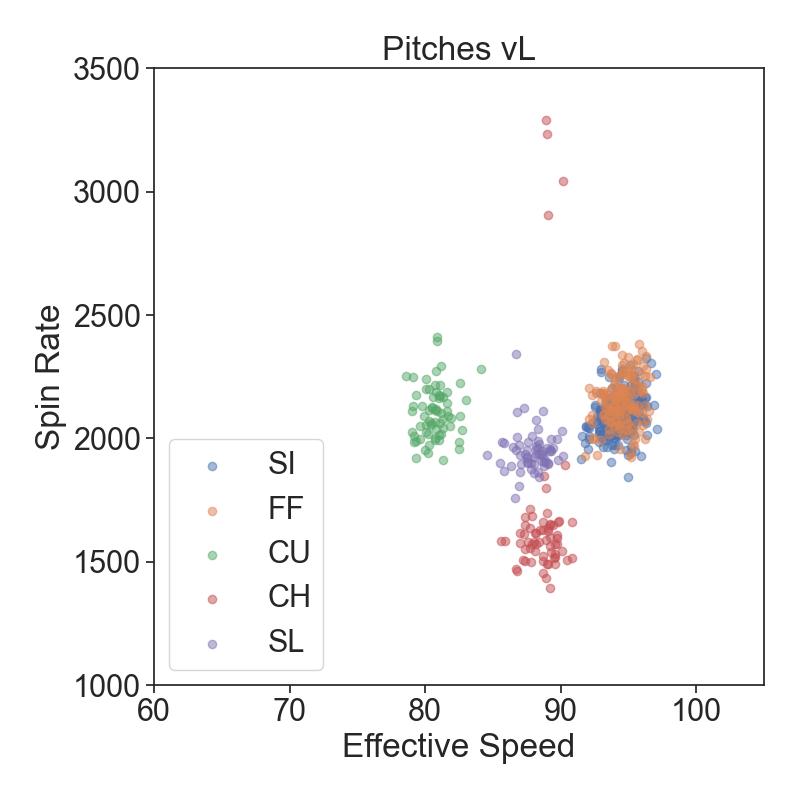 Pitches vL
3500
3000
2500
2000
1500
1000
Spin Rate
SI
FF
CU
CH
SL
60 70 80 90 100
Effective Speed